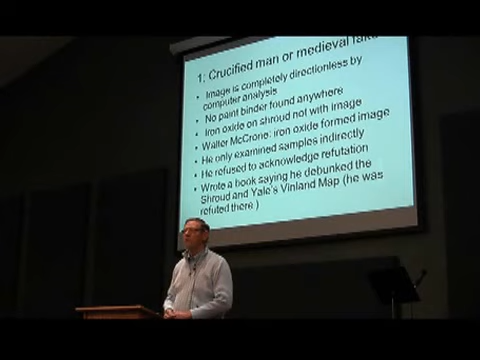 1; Crucified man or medieval fake
• Image is completely directionless by
computer analysis
• No paint binder found anywhere
• Iron oxide on shroud not with image
• Walter McCrone: iron oxide formed image
• He only examined samples indirectly
• He refused to acknowledge refutation
• Wrote a book saying he debunked the
Shroud and Yale's Vinland Map (he was
refuted there )